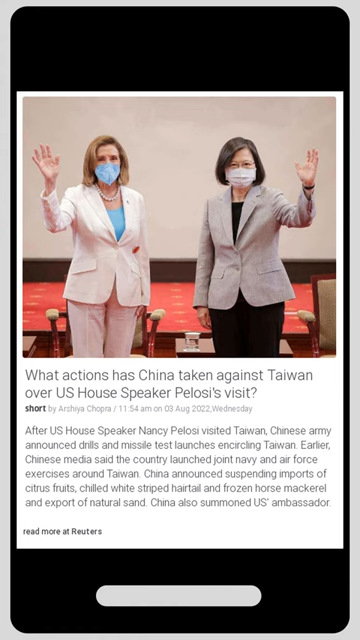 What actions has China taken against Taiwan
over US House Speaker Pelosi's visit?
short by Arshiya Chopra / 11:54 am on 03 Aug 2022,Wednesday
After US House Speaker Nancy Pelosi visited Taiwan, Chinese army
announced drills and missile test launches encircling Taiwan. Earlier,
Chinese media said the country launched joint navy and air force
exercises around Taiwan. China announced suspending imports of
citrus fruits, chilled white striped hairtail and frozen horse mackerel
and export of natural sand. China also summoned US' ambassador.
read more at Reuters